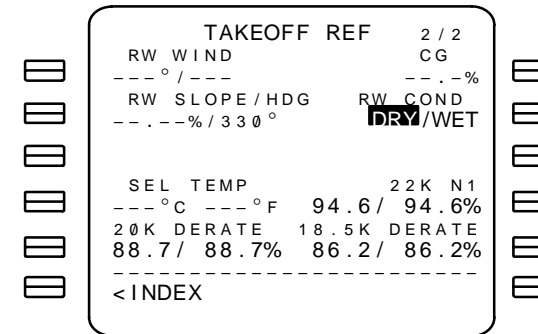 TAKEOFF REF 2/2
RW WIND CG
---°/--- --.-%
RW SLOPE/HDG RW COND
--.--%/330° DRY/WET
SEL TEMP 22K N1
---°C ---°F 94.6/ 94.6%
20K DERATE 18.5K DERATE
88.7/ 88.7% 86.2/ 86.2%
--------------------------
<INDEX